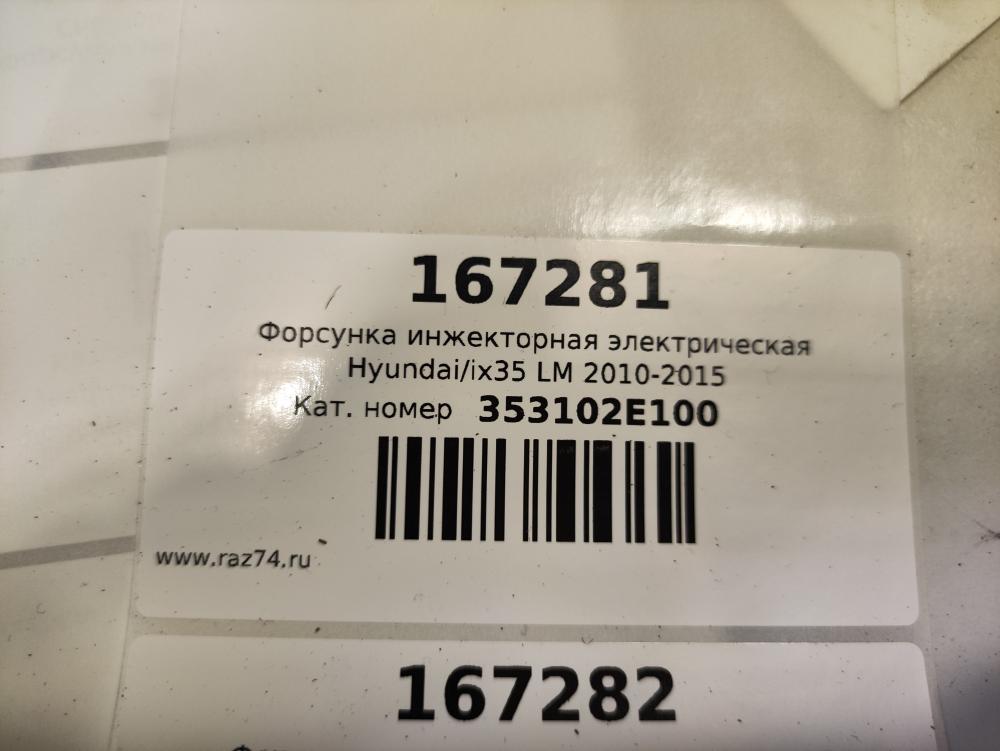 167281
Форсунка инжекторная электрическая
Hyundai/ix35 LM 2010-2015
Кат. номер 353102E100
www.raz74.ru
167282